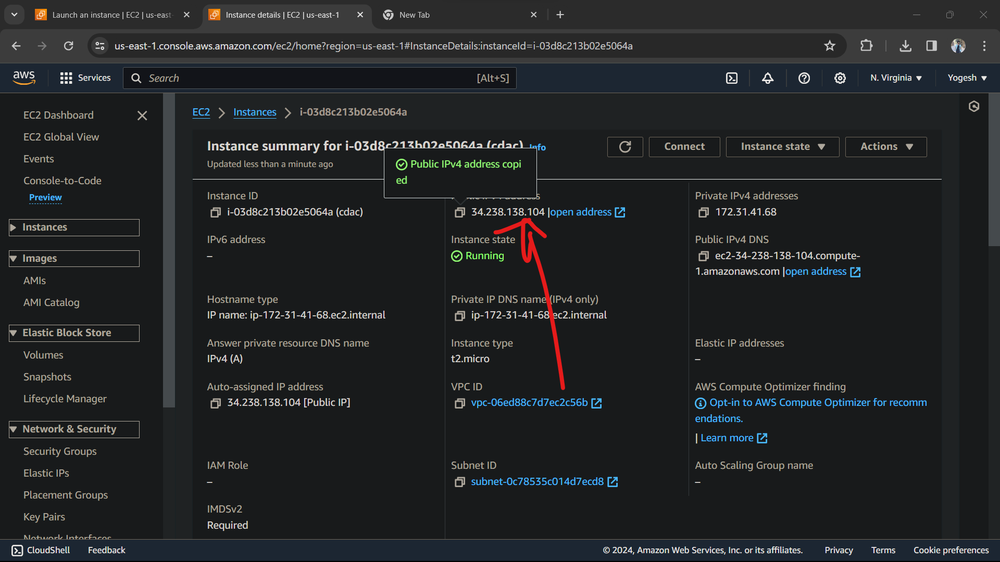 Launch an instance | EC2 | us-east-
Instance details | EC2 | us-east-1
New Tab
us-east-1.console.aws.amazon.com/ec2/home?region=us-east-1#InstanceDetails:instanceId=i-03d8c213b02e5064a
aws
Services
Search
[Alt+S]
N. Virginia
Yogesh
EC2 Dashboard
EC2 Global View
Events
Console-to-Code
Preview
Instances
Images
AMIs
AMI Catalog
Elastic Block Store
Volumes
Snapshots
Lifecycle Manager
Network & Security
Security Groups
Elastic IPs
Placement Groups
Key Pairs
Network Interfaces
EC2
Instances
i-03d8c213b02e5064a
Instance summary for i-03d8c213b02e5064a (cdac) Info
Updated less than a minute ago
Connect
Instance state
Actions
Public IPv4 address copi
ed
Instance ID
i-03d8c213b02e5064a (cdac)
Public IPv4 address
34.238.138.104 |open address
Private IPv4 addresses
172.31.41.68
IPv6 address
–
Instance state
Running
Public IPv4 DNS
ec2-34-238-138-104.compute-
1.amazonaws.com |open address
Hostname type
IP name: ip-172-31-41-68.ec2.internal
Private IP DNS name (IPv4 only)
ip-172-31-41-68.ec2.internal
Answer private resource DNS name
IPv4 (A)
Instance type
t2.micro
Elastic IP addresses
–
Auto-assigned IP address
34.238.138.104 [Public IP]
VPC ID
vpc-06ed88c7d7ec2c56b
AWS Compute Optimizer finding
Opt-in to AWS Compute Optimizer for recomm
endations.
| Learn more
IAM Role
–
Subnet ID
subnet-0c78535c014d7ecd8
Auto Scaling Group name
–
IMDSv2
Required
CloudShell
Feedback
© 2024, Amazon Web Services, Inc. or its affiliates.
Privacy
Terms
Cookie preferences